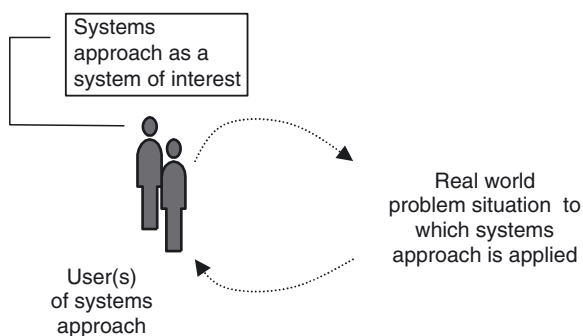 Systems
approach as a
system of interest
Real world
problem situation to
which systems
approach is applied
User(s)
of systems
approach